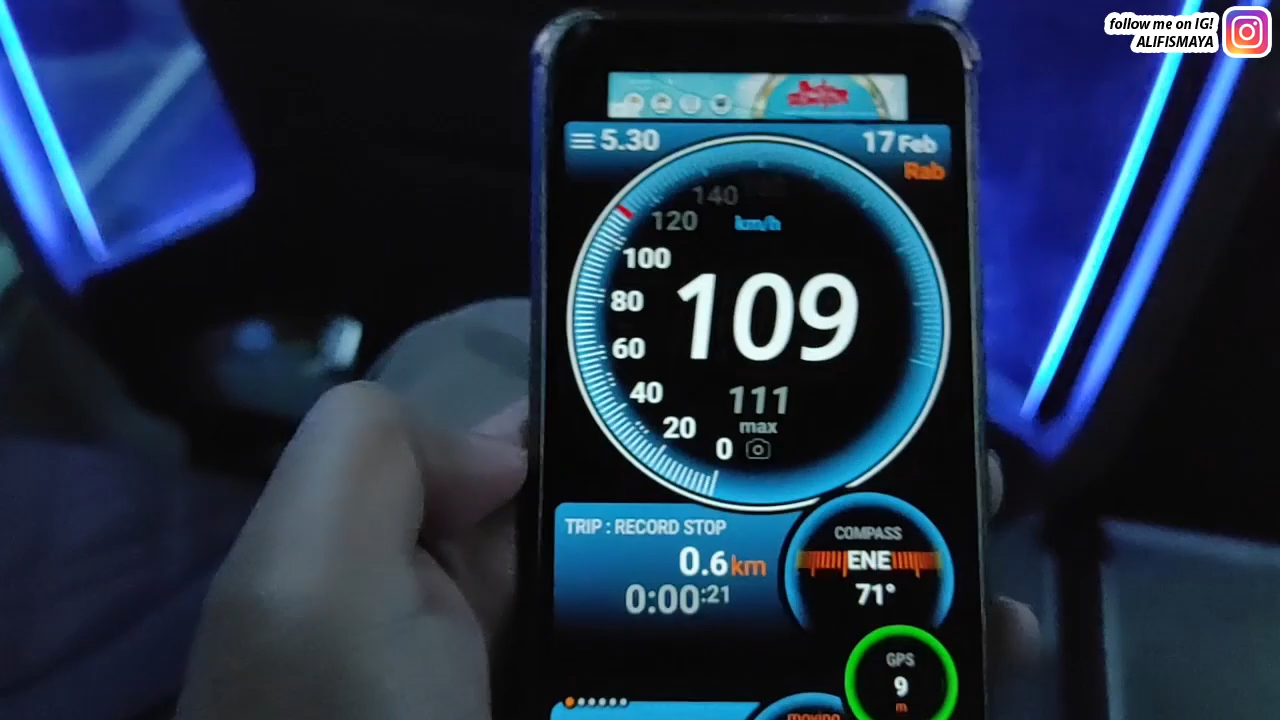 follow me on IG!
ALIFISMAYA
5.30
17 Feb
Rab
140
120
km/h
100
80
109
60
40
111
20
max
0
TRIP : RECORD STOP
0.6 km
0:00:21
COMPASS
ENE
71°
GPS
9
m
moving